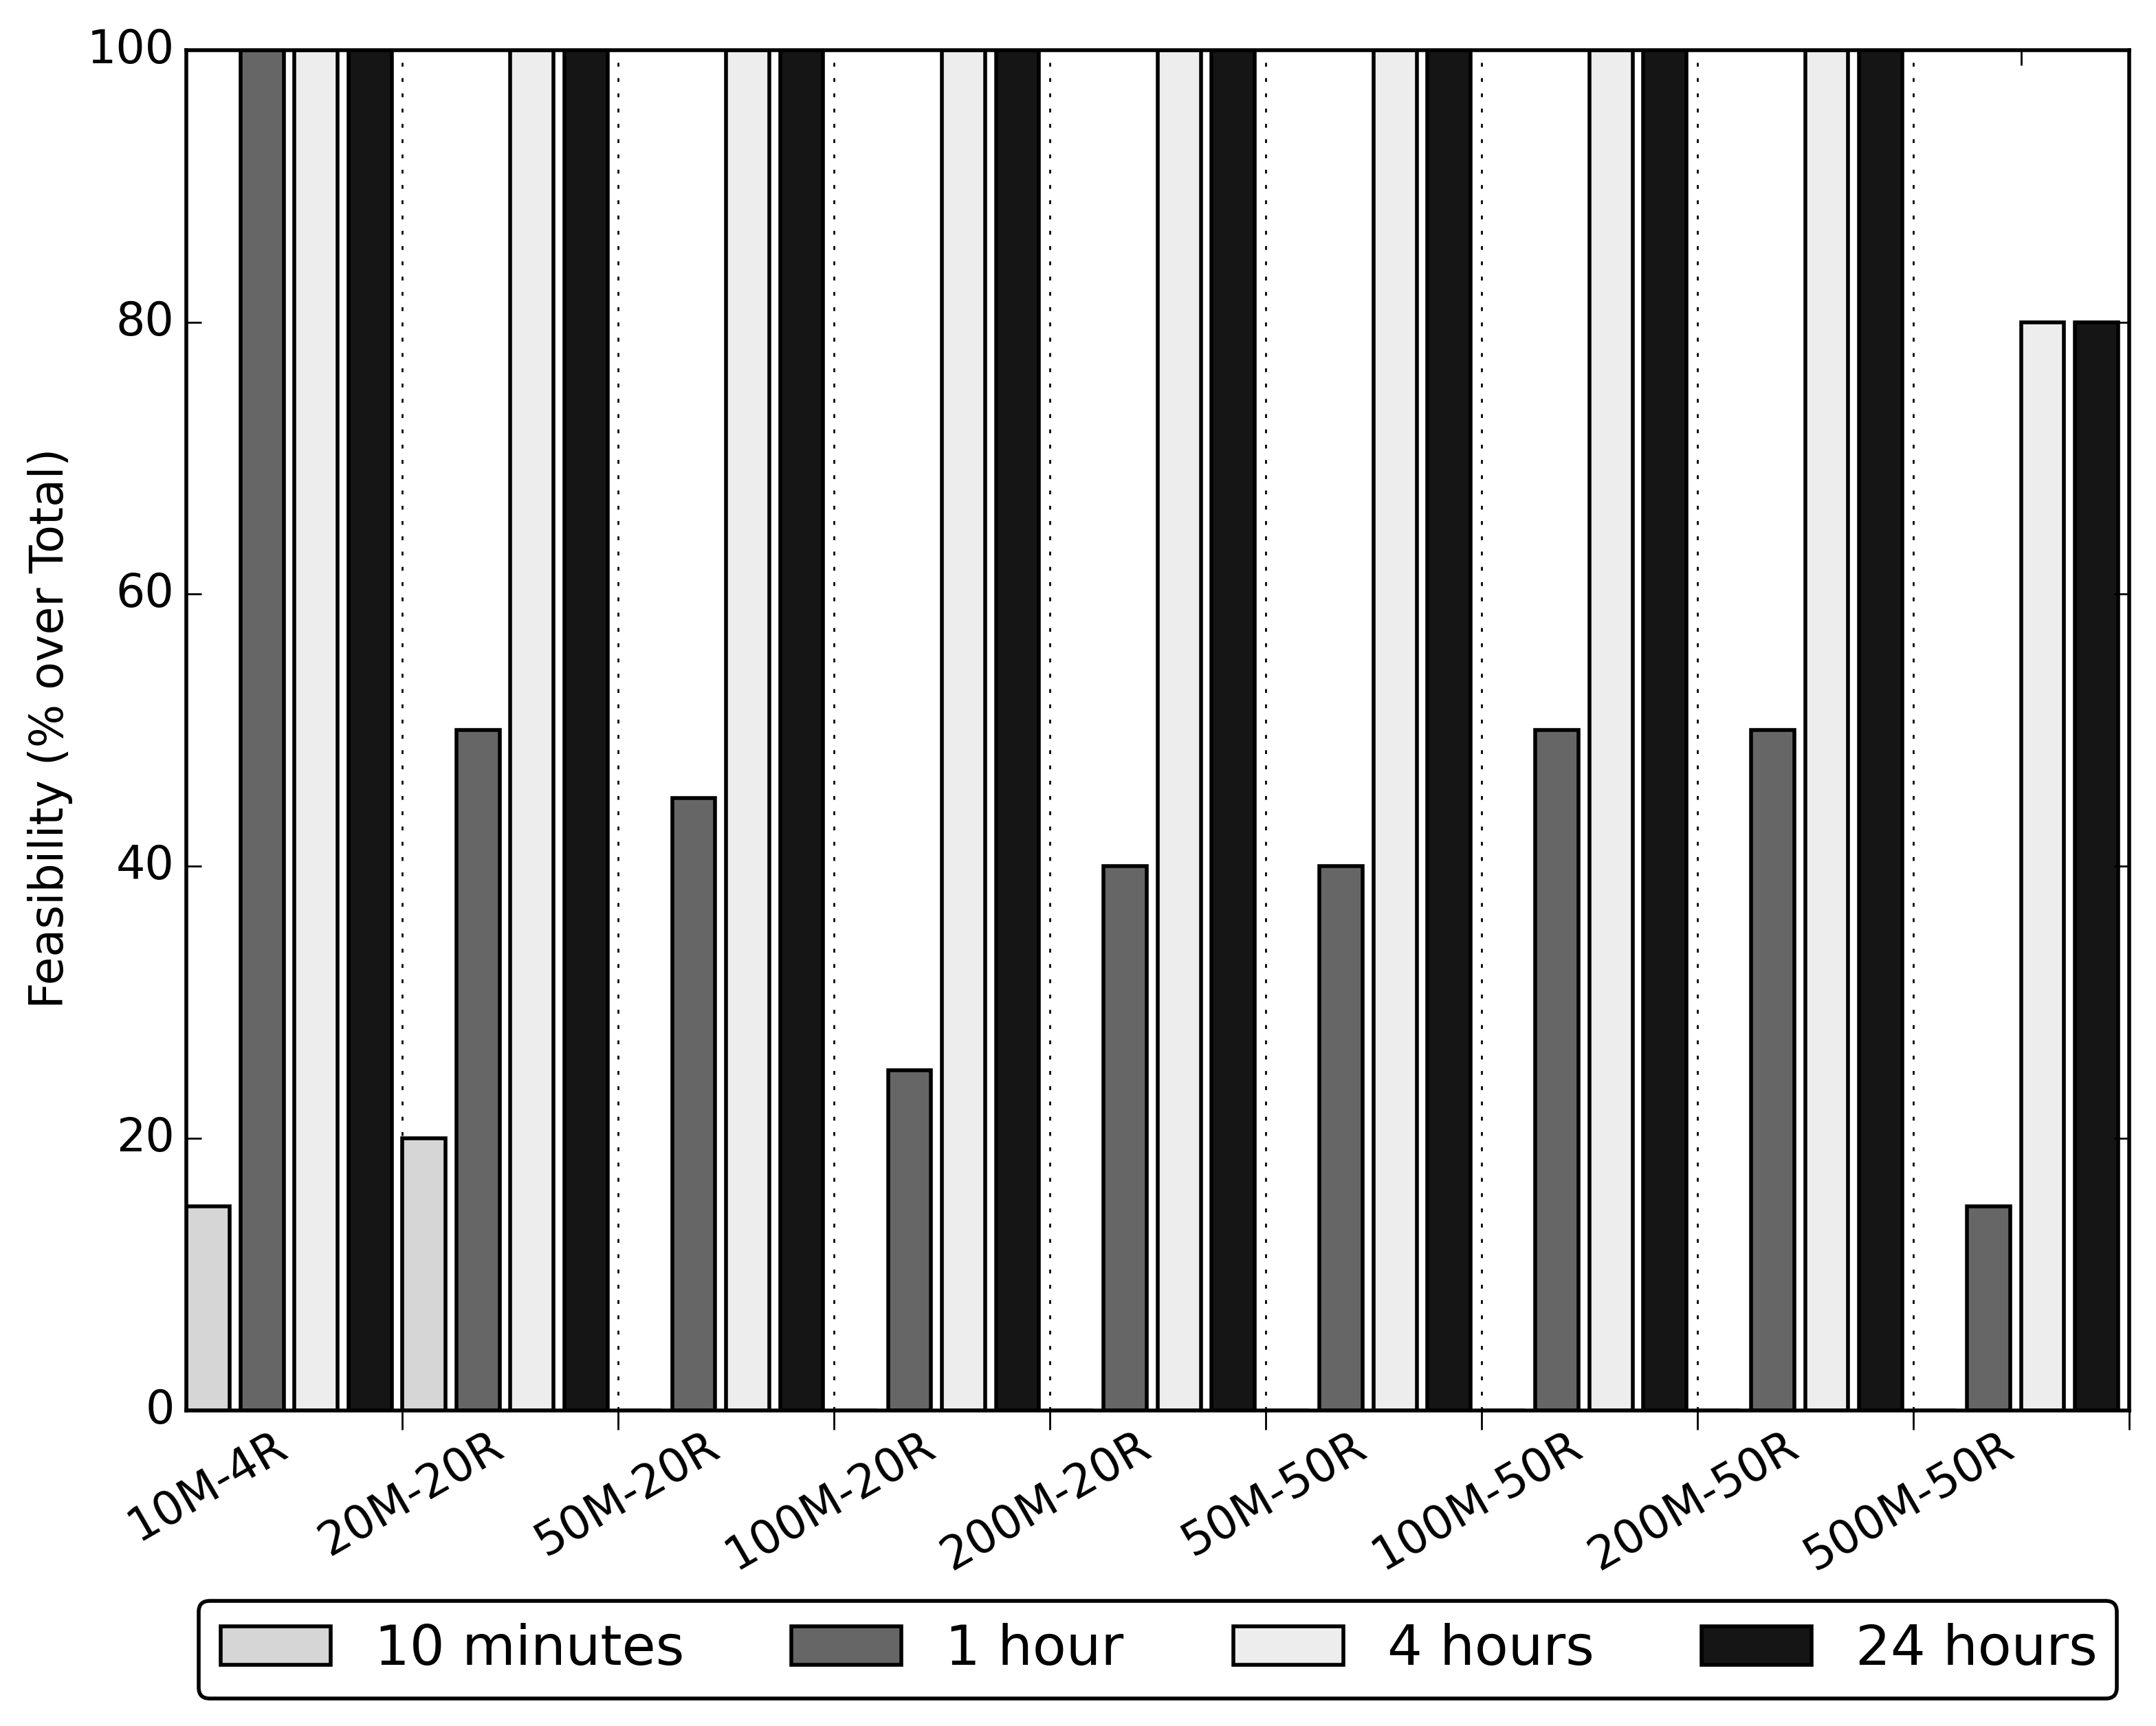 Feasibility (% over Total)
100
80
60
40
20
0
10M-4R
20M-20R
50M-20R
100M-20R
200M-20R
50M-50R
100M-50R
200M-50R
500M-50R
10 minutes
1 hour
4 hours
24 hours